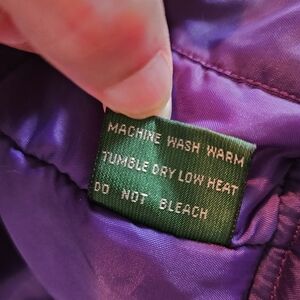 MACHINE WASH WARM
TUMBLE DRY LOW HEAT
DO NOT BLEACH